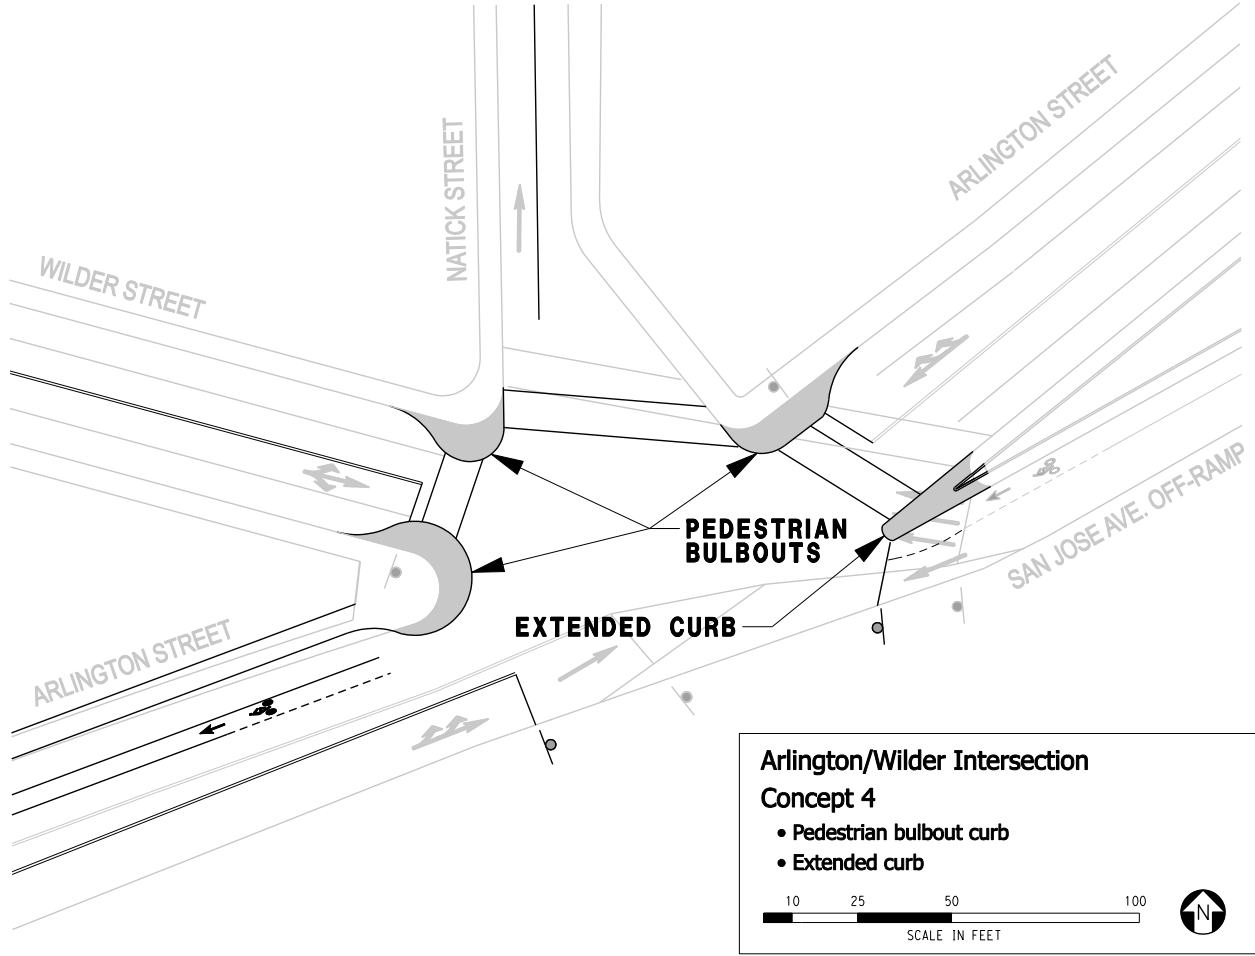 NATICK STREET
ARLINGTON STREET
WILDER STREET
PEDESTRIAN
BULBOUTS
SAN JOSE AVE. OFF-RAMP
EXTENDED CURB
ARLINGTON STREET
Arlington/Wilder Intersection
Concept 4
• Pedestrian bulbout curb
• Extended curb
10 25 50 100
SCALE IN FEET
N